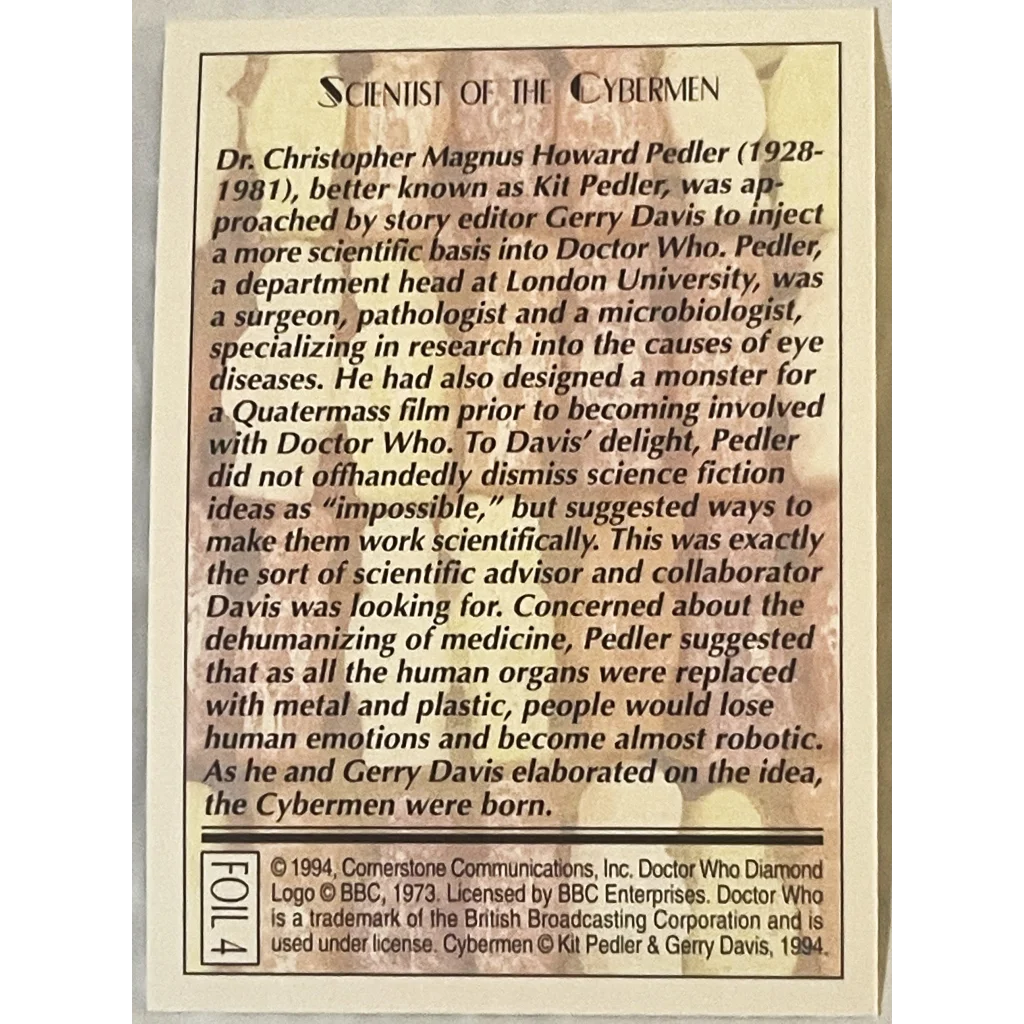 SCIENTIST OF THE CYBERMEN
Dr. Christopher Magnus Howard Pedler (1928-
1981), better known as Kit Pedler, was ap-
proached by story editor Gerry Davis to inject
a more scientific basis into Doctor Who. Pedler,
a department head at London University, was
a surgeon, pathologist and a microbiologist,
specializing in research into the causes of eye
diseases. He had also designed a monster for
a Quatermass film prior to becoming involved
with Doctor Who. To Davis' delight, Pedler
did not offhandedly dismiss science fiction
ideas as "impossible," but suggested ways to
make them work scientifically. This was exactly
the sort of scientific advisor and collaborator
Davis was looking for. Concerned about the
dehumanizing of medicine, Pedler suggested
that as all the human organs were replaced
with metal and plastic, people would lose
human emotions and become almost robotic.
As he and Gerry Davis elaborated on the idea,
the Cybermen were born.
FOIL 4
© 1994, Cornerstone Communications, Inc. Doctor Who Diamond
Logo © BBC, 1973. Licensed by BBC Enterprises. Doctor Who
is a trademark of the British Broadcasting Corporation and is
used under license. Cybermen © Kit Pedler & Gerry Davis, 1994.